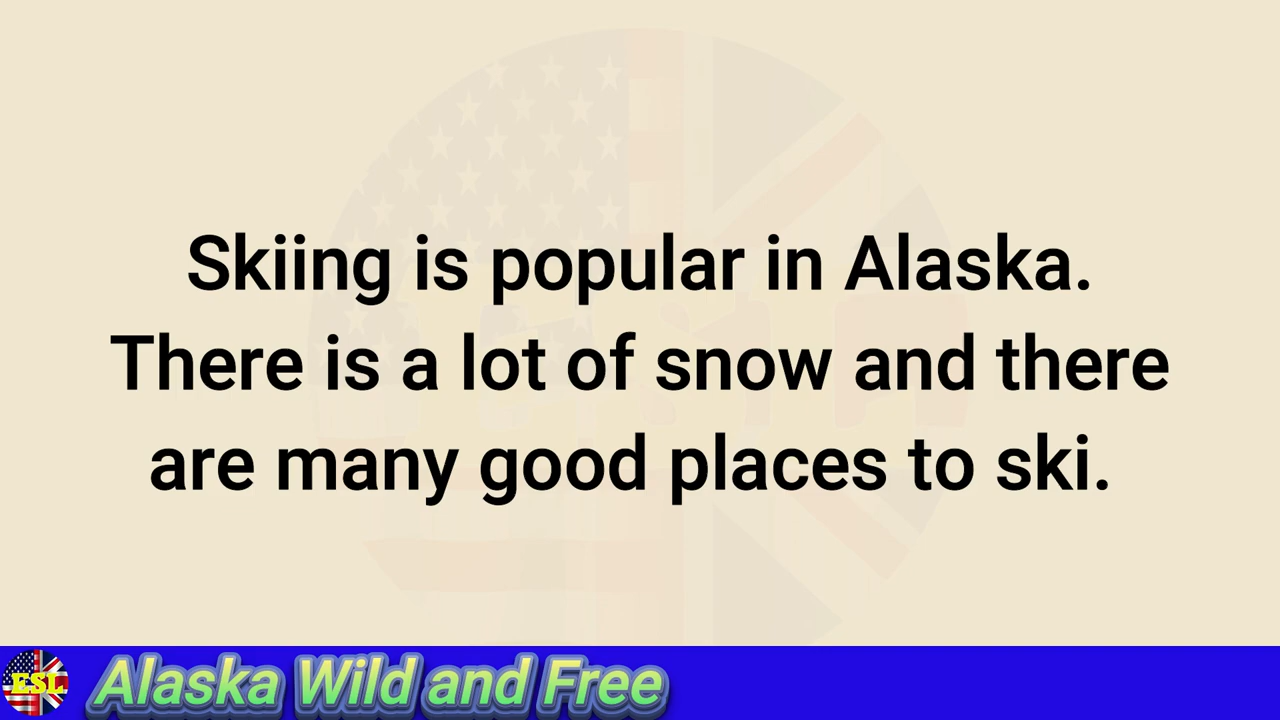 Skiing is popular in Alaska.
There is a lot of snow and there
are many good places to ski.
ESL
Alaska Wild and Free